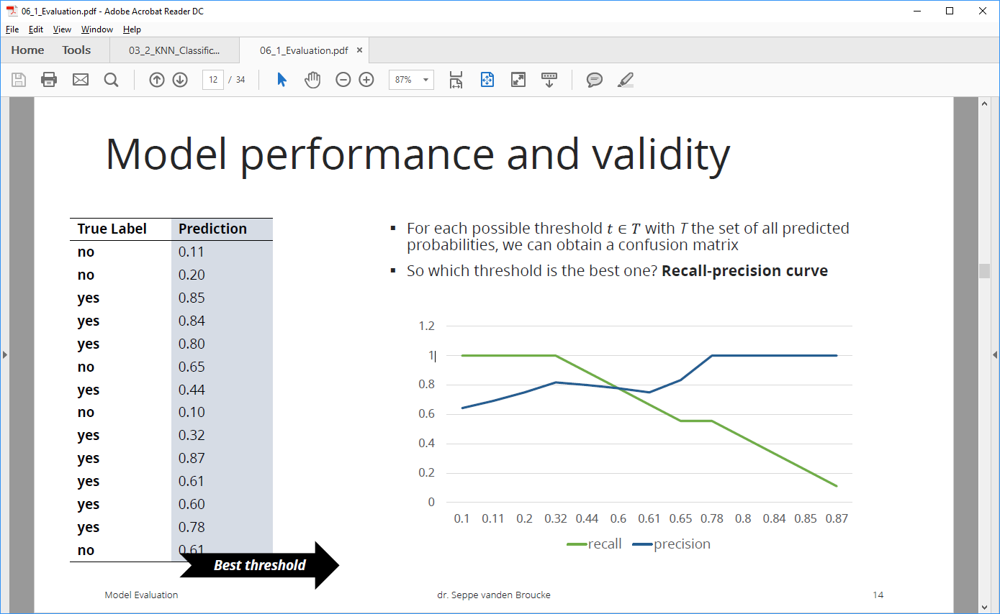 06_1_Evaluation.pdf - Adobe Acrobat Reader DC
File Edit View Window Help
Home Tools 03_2_KNN_Classific... 06_1_Evaluation.pdf ×
12 / 34 87%
Model performance and validity
True Label Prediction
no 0.11
no 0.20
yes 0.85
yes 0.84
yes 0.80
no 0.65
yes 0.44
no 0.10
yes 0.32
yes 0.87
yes 0.61
yes 0.60
yes 0.78
no 0.61
Best threshold
▪ For each possible threshold t ∈ T with T the set of all predicted
probabilities, we can obtain a confusion matrix
▪ So which threshold is the best one? Recall-precision curve
1.2
1
0.8
0.6
0.4
0.2
0
0.1 0.11 0.2 0.32 0.44 0.6 0.61 0.65 0.78 0.8 0.84 0.85 0.87
recall precision
Model Evaluation dr. Seppe vanden Broucke 14